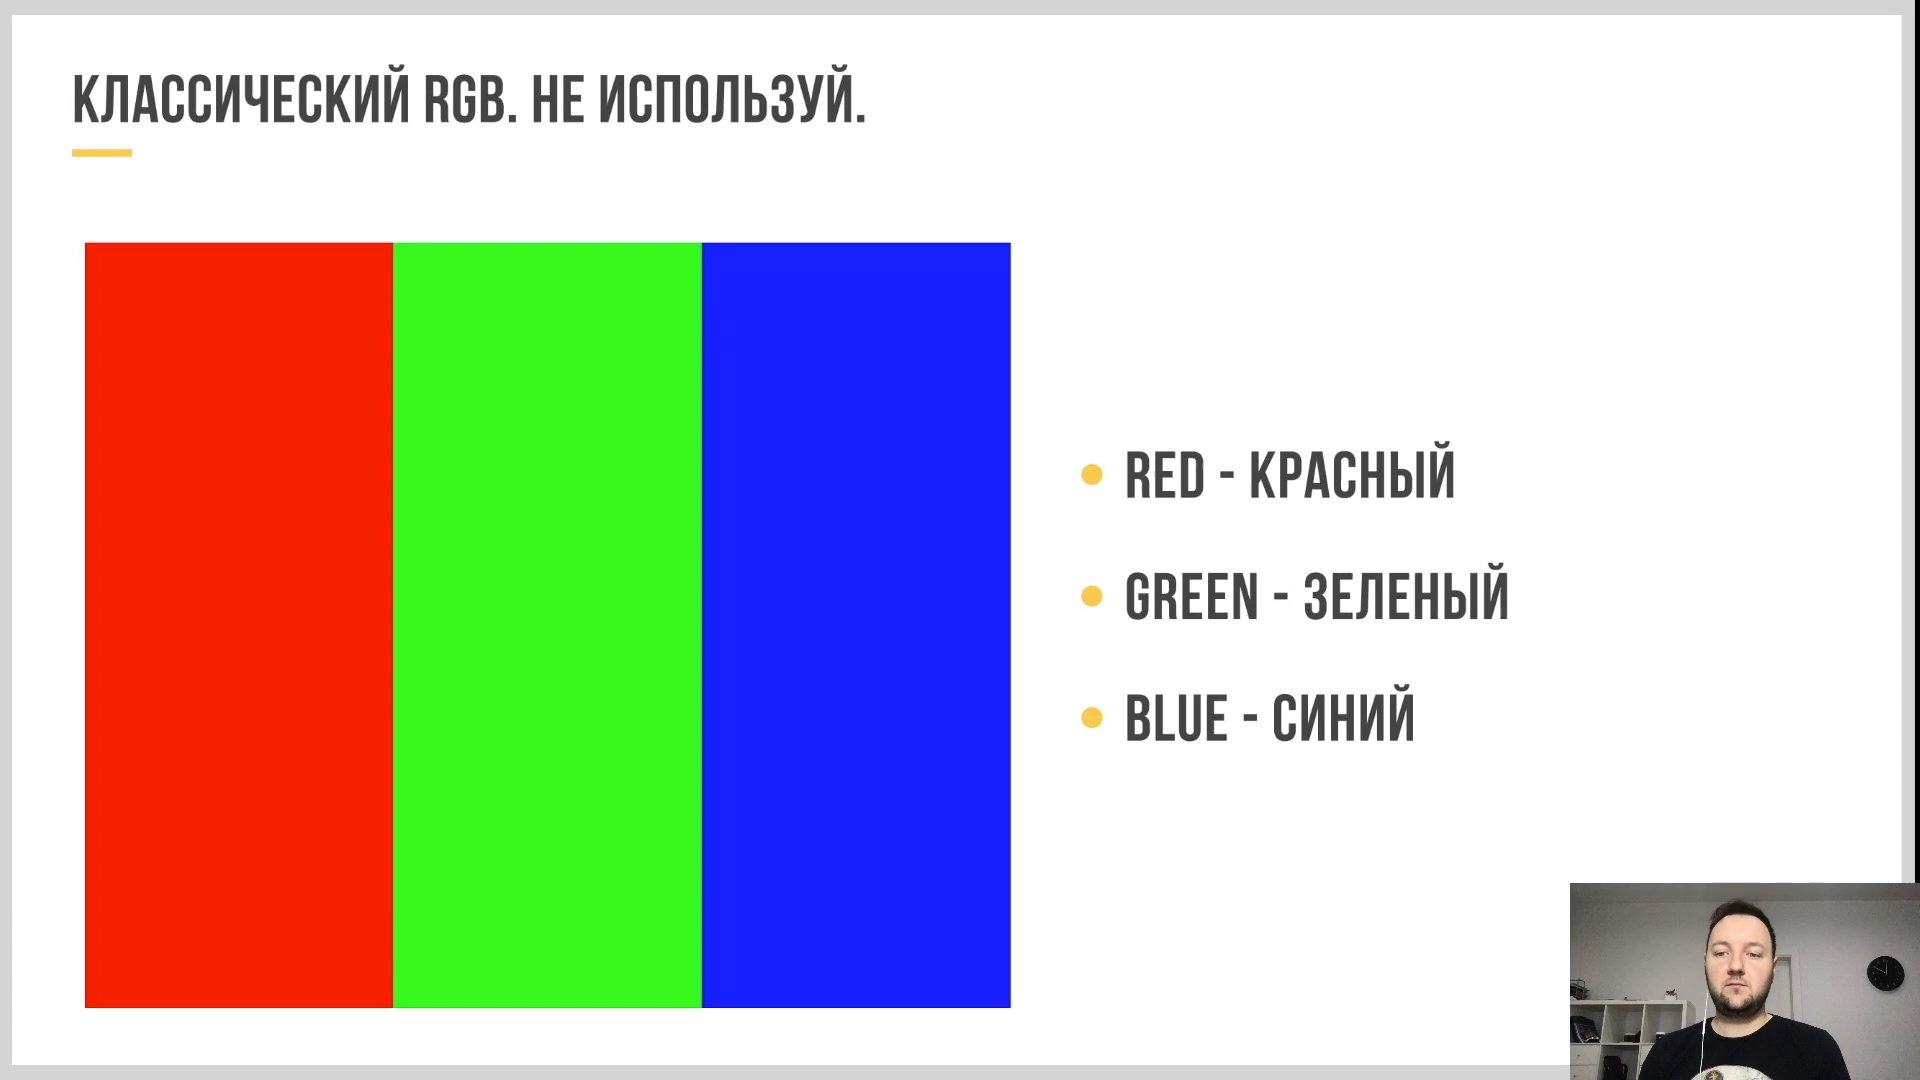 КЛАССИЧЕСКИЙ RGB. НЕ ИСПОЛЬЗУЙ.
RED - КРАСНЫЙ
GREEN - ЗЕЛЕНЫЙ
BLUE - СИНИЙ